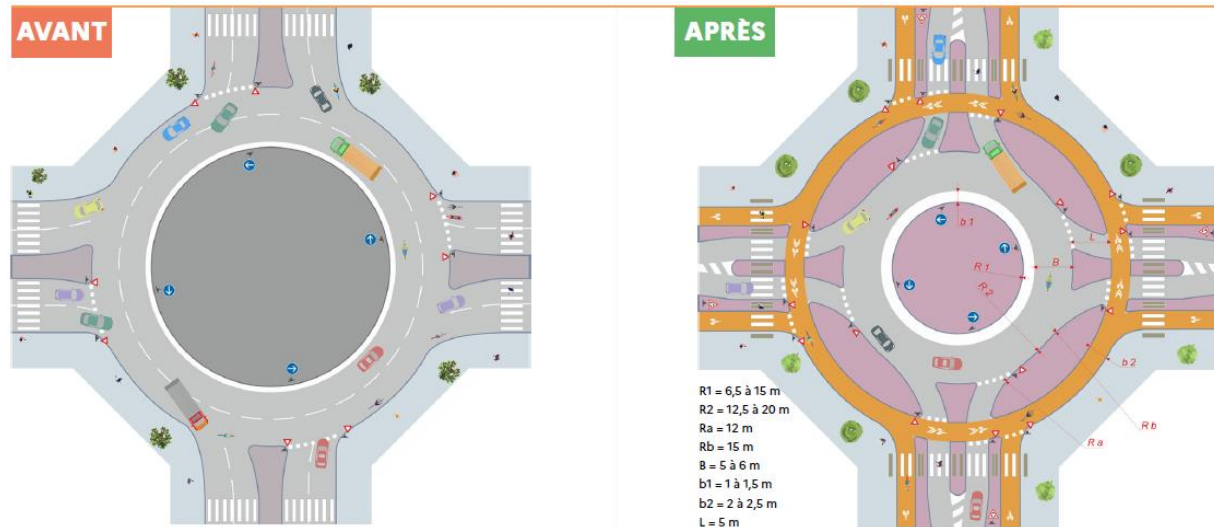 AVANT
APRÈS
b1
R1
B
L
R2
b2
Rb
Ra
R1 = 6,5 à 15 m
R2 = 12,5 à 20 m
Ra = 12 m
Rb = 15 m
B = 5 à 6 m
b1 = 1 à 1,5 m
b2 = 2 à 2,5 m
L = 5 m